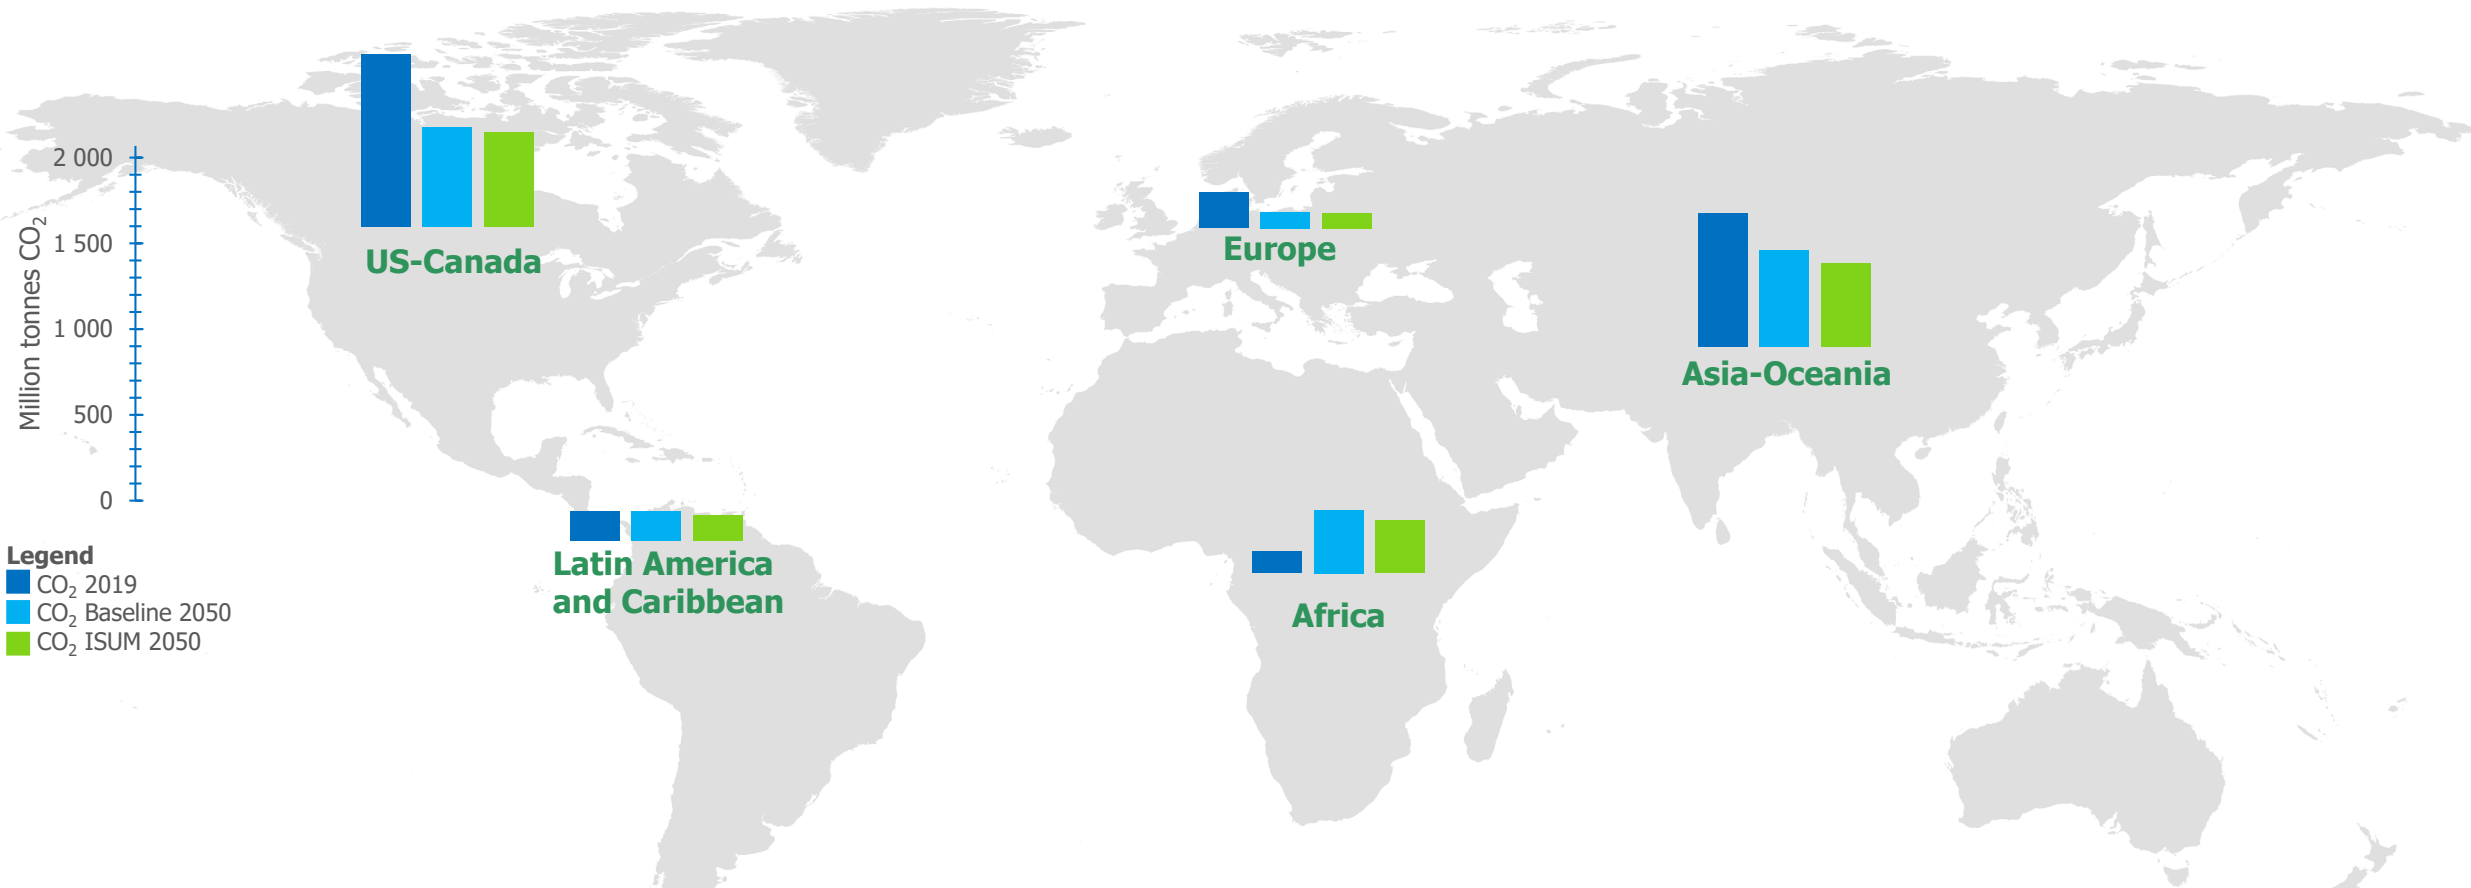 2 000
1 500
1 000
500
0
Million tonnes CO₂
US-Canada
Europe
Asia-Oceania
Latin America
and Caribbean
Africa
Legend
CO₂ 2019
CO₂ Baseline 2050
CO₂ ISUM 2050